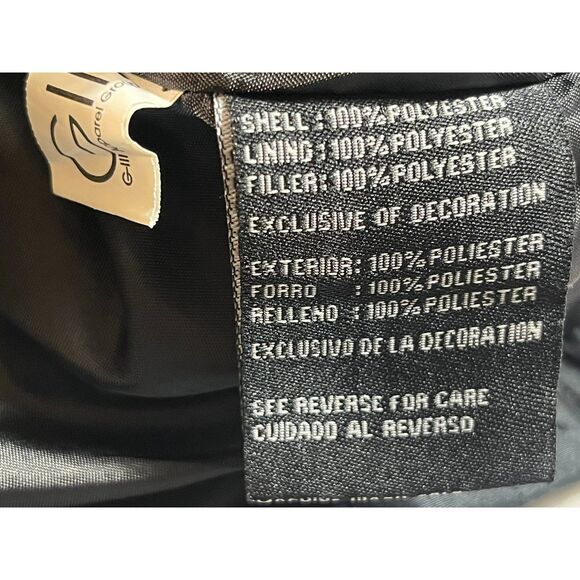 SHELL : 100% POLYESTER
LINING : 100% POLYESTER
FILLER: 100% POLYESTER
EXCLUSIVE OF DECORATION
EXTERIOR: 100% POLIESTER
FORRO : 100% POLIESTER
RELLENO : 100% POLIESTER
EXCLUSIVO DE LA DECORATION
SEE REVERSE FOR CARE
CUIDADO AL REVERSO